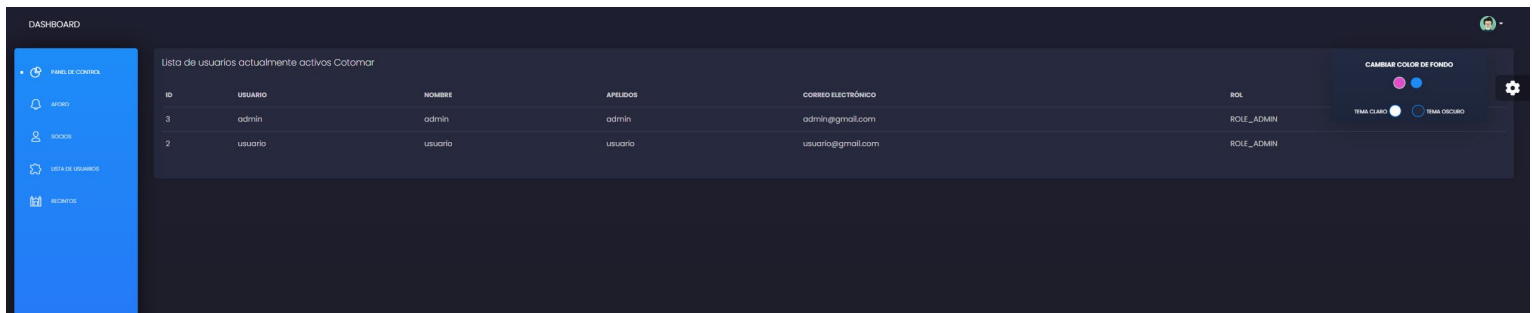 DASHBOARD
PANEL DE CONTROL
AFORO
SOCIOS
LISTA DE USUARIOS
RECINTOS
Lista de usuarios actualmente activos Cotomar
ID USUARIO NOMBRE APELIDOS CORREO ELECTRÓNICO ROL
3 admin admin admin admin@gmail.com ROLE_ADMIN
2 usuario usuario usuario usuario@gmail.com ROLE_ADMIN
CAMBIAR COLOR DE FONDO
TEMA CLARO TEMA OSCURO